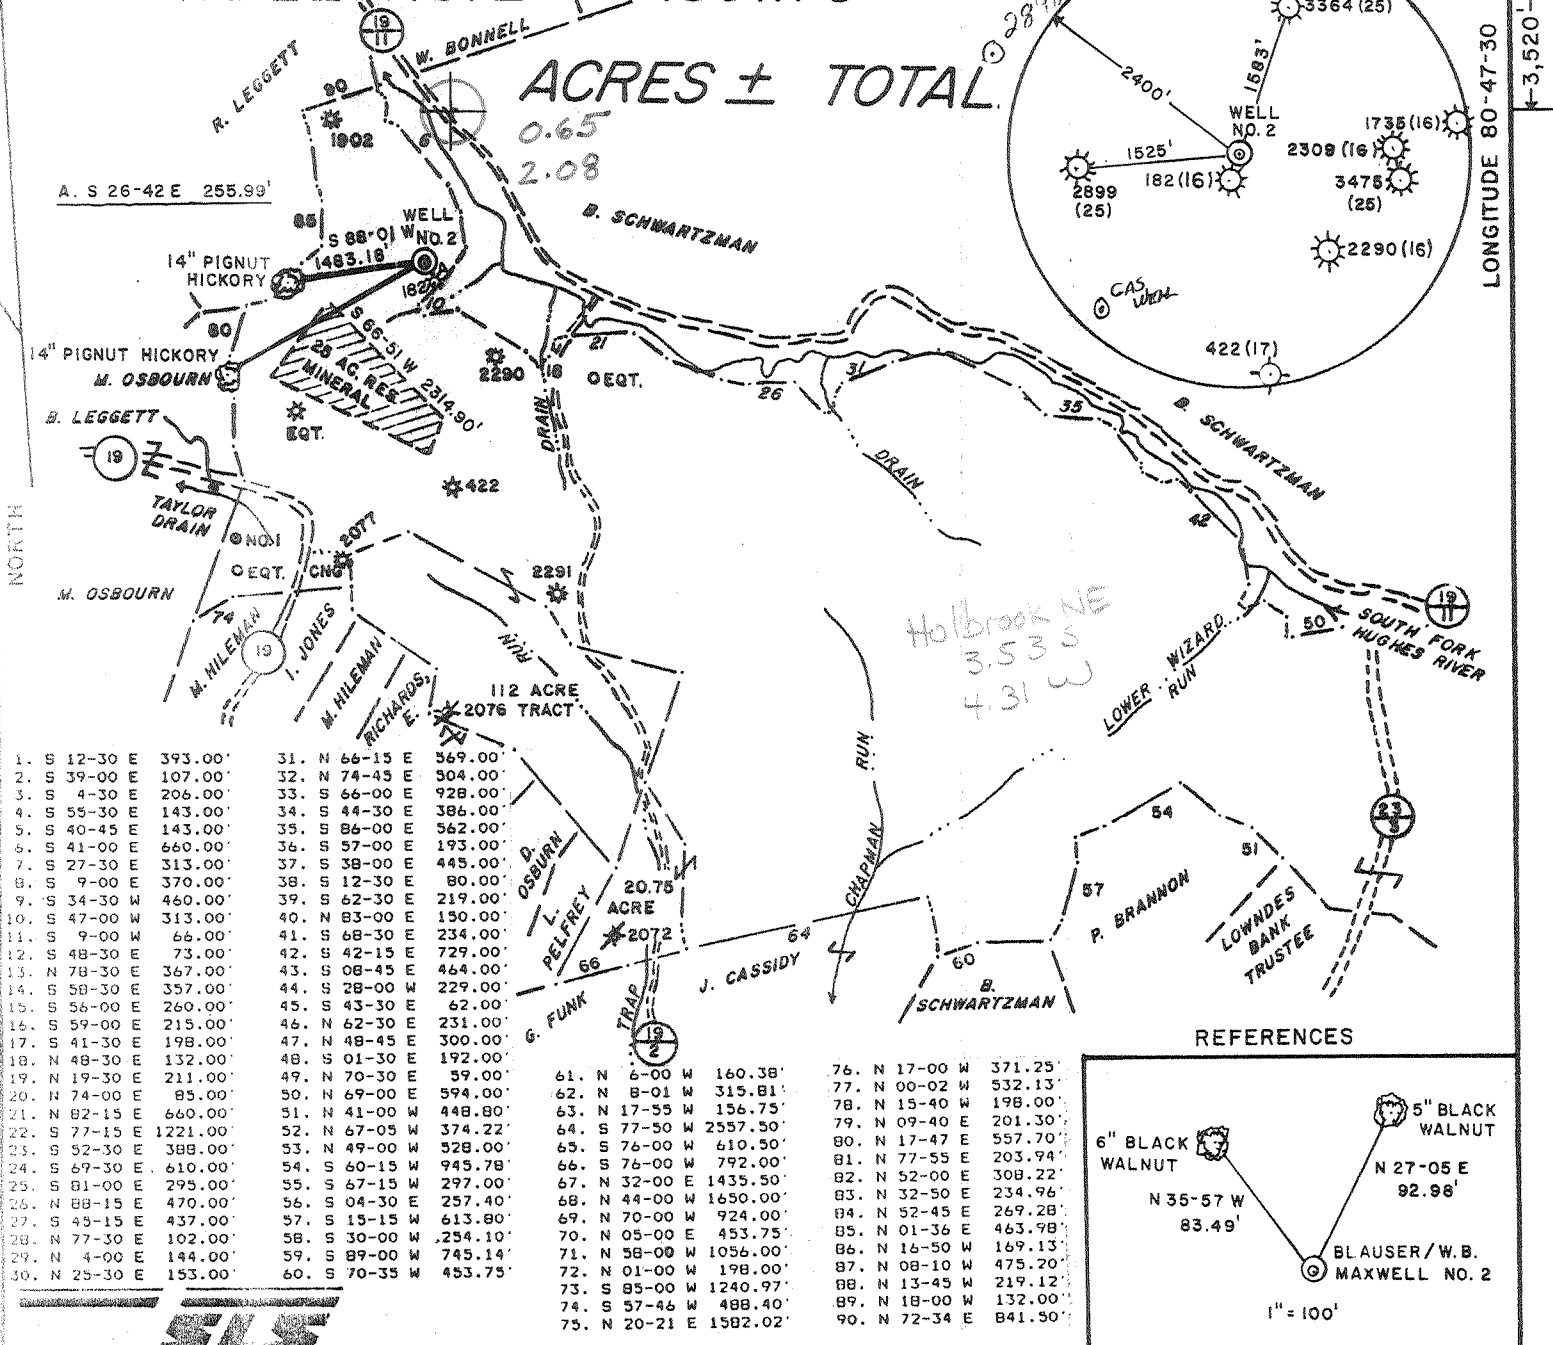 19
11
W. BONNELL
R. LEGGETT
90
1902
6
ACRES ± TOTAL
0.65
2.08
A. S 26-42 E 255.99'
85
S 88-01 W
1483.18'
WELL
NO. 2
14" PIGNUT
HICKORY
182
10
80
14" PIGNUT HICKORY
M. OSBOURN
S 66-51 W 2314.90'
25 AC. RES.
MINERAL
2290
18
21
OEQT.
B. SCHWARTZMAN
26
31
35
DRAIN
DRAIN
B. SCHWARTZMAN
42
B. LEGGETT
EQT.
422
19
TAYLOR
DRAIN
NO.1
2077
EQT.
CNG
M. OSBOURN
74
2291
NORTH
M. HILEMAN
19
I. JONES
M. HILEMAN
RICHARDS,
E.
RUN
112 ACRE
2076 TRACT
Holbrook NE
3.53 S
4.31 W
LOWER WIZARD
RUN
50
19
11
SOUTH FORK
HUGHES RIVER
23
3
CHAPMAN RUN
54
51
57
P. BRANNON
LOWNDES
BANK
TRUSTEE
D.
OSBURN
L.
PELFREY
20.75
ACRE
2072
66
64
60
J. CASSIDY
B.
SCHWARTZMAN
G. FUNK
TRAP
19
2
3364 (25)
2400'
1583'
WELL
NO. 2
1525'
2899
(25)
182 (16)
1735 (16)
2309 (16)
3475
(25)
2290 (16)
GAS
WELL
422 (17)
LONGITUDE 80-47-30
3,520'
1. S 12-30 E 393.00'
2. S 39-00 E 107.00'
3. S 4-30 E 206.00'
4. S 55-30 E 143.00'
5. S 40-45 E 143.00'
6. S 41-00 E 660.00'
7. S 27-30 E 313.00'
8. S 9-00 E 370.00'
9. S 34-30 W 460.00'
10. S 47-00 W 313.00'
11. S 9-00 W 66.00'
12. S 48-30 E 73.00'
13. N 78-30 E 367.00'
14. S 58-30 E 357.00'
15. S 56-00 E 260.00'
16. S 59-00 E 215.00'
17. S 41-30 E 198.00'
18. N 48-30 E 132.00'
19. N 19-30 E 211.00'
20. N 74-00 E 85.00'
21. N 82-15 E 660.00'
22. S 77-15 E 1221.00'
23. S 52-30 E 388.00'
24. S 69-30 E 610.00'
25. S 81-00 E 295.00'
26. N 88-15 E 470.00'
27. S 45-15 E 437.00'
28. N 77-30 E 102.00'
29. N 4-00 E 144.00'
30. N 25-30 E 153.00'
31. N 66-15 E 569.00'
32. N 74-45 E 504.00'
33. S 66-00 E 928.00'
34. S 44-30 E 386.00'
35. S 86-00 E 562.00'
36. S 57-00 E 193.00'
37. S 38-00 E 445.00'
38. S 12-30 E 80.00'
39. S 62-30 E 219.00'
40. N 83-00 E 150.00'
41. S 68-30 E 234.00'
42. S 42-15 E 729.00'
43. S 08-45 E 464.00'
44. S 28-00 W 229.00'
45. S 43-30 E 62.00'
46. N 62-30 E 231.00'
47. N 48-45 E 300.00'
48. S 01-30 E 192.00'
49. N 70-30 E 59.00'
50. N 69-00 E 594.00'
51. N 41-00 W 448.80'
52. N 67-05 W 374.22'
53. N 49-00 W 528.00'
54. S 60-15 W 945.78'
55. S 67-15 W 297.00'
56. S 04-30 E 257.40'
57. S 15-15 W 613.80'
58. S 30-00 W 254.10'
59. S 89-00 W 745.14'
60. S 70-35 W 453.75'
61. N 6-00 W 160.38'
62. N 8-01 W 315.81'
63. N 17-55 W 156.75'
64. S 77-50 W 2557.50'
65. S 76-00 W 610.50'
66. S 76-00 W 792.00'
67. N 32-00 E 1435.50'
68. N 44-00 W 1650.00'
69. N 70-00 W 924.00'
70. N 05-00 E 453.75'
71. N 58-00 W 1056.00'
72. N 01-00 W 198.00'
73. S 85-00 W 1240.97'
74. S 57-46 W 488.40'
75. N 20-21 E 1582.02'
76. N 17-00 W 371.25'
77. N 00-02 W 532.13'
78. N 15-40 W 198.00'
79. N 09-40 E 201.30'
80. N 17-47 E 557.70'
81. N 77-55 E 203.94'
82. N 52-00 E 308.22'
83. N 32-50 E 234.96'
84. N 52-45 E 269.28'
85. N 01-36 E 463.98'
86. N 16-50 W 169.13'
87. N 08-10 W 475.20'
88. N 13-45 W 219.12'
89. N 18-00 W 132.00'
90. N 72-34 E 841.50'
REFERENCES
6" BLACK
WALNUT
5" BLACK
WALNUT
N 35-57 W
83.49'
N 27-05 E
92.98'
BLAUSER/W.B.
MAXWELL NO. 2
1" = 100'